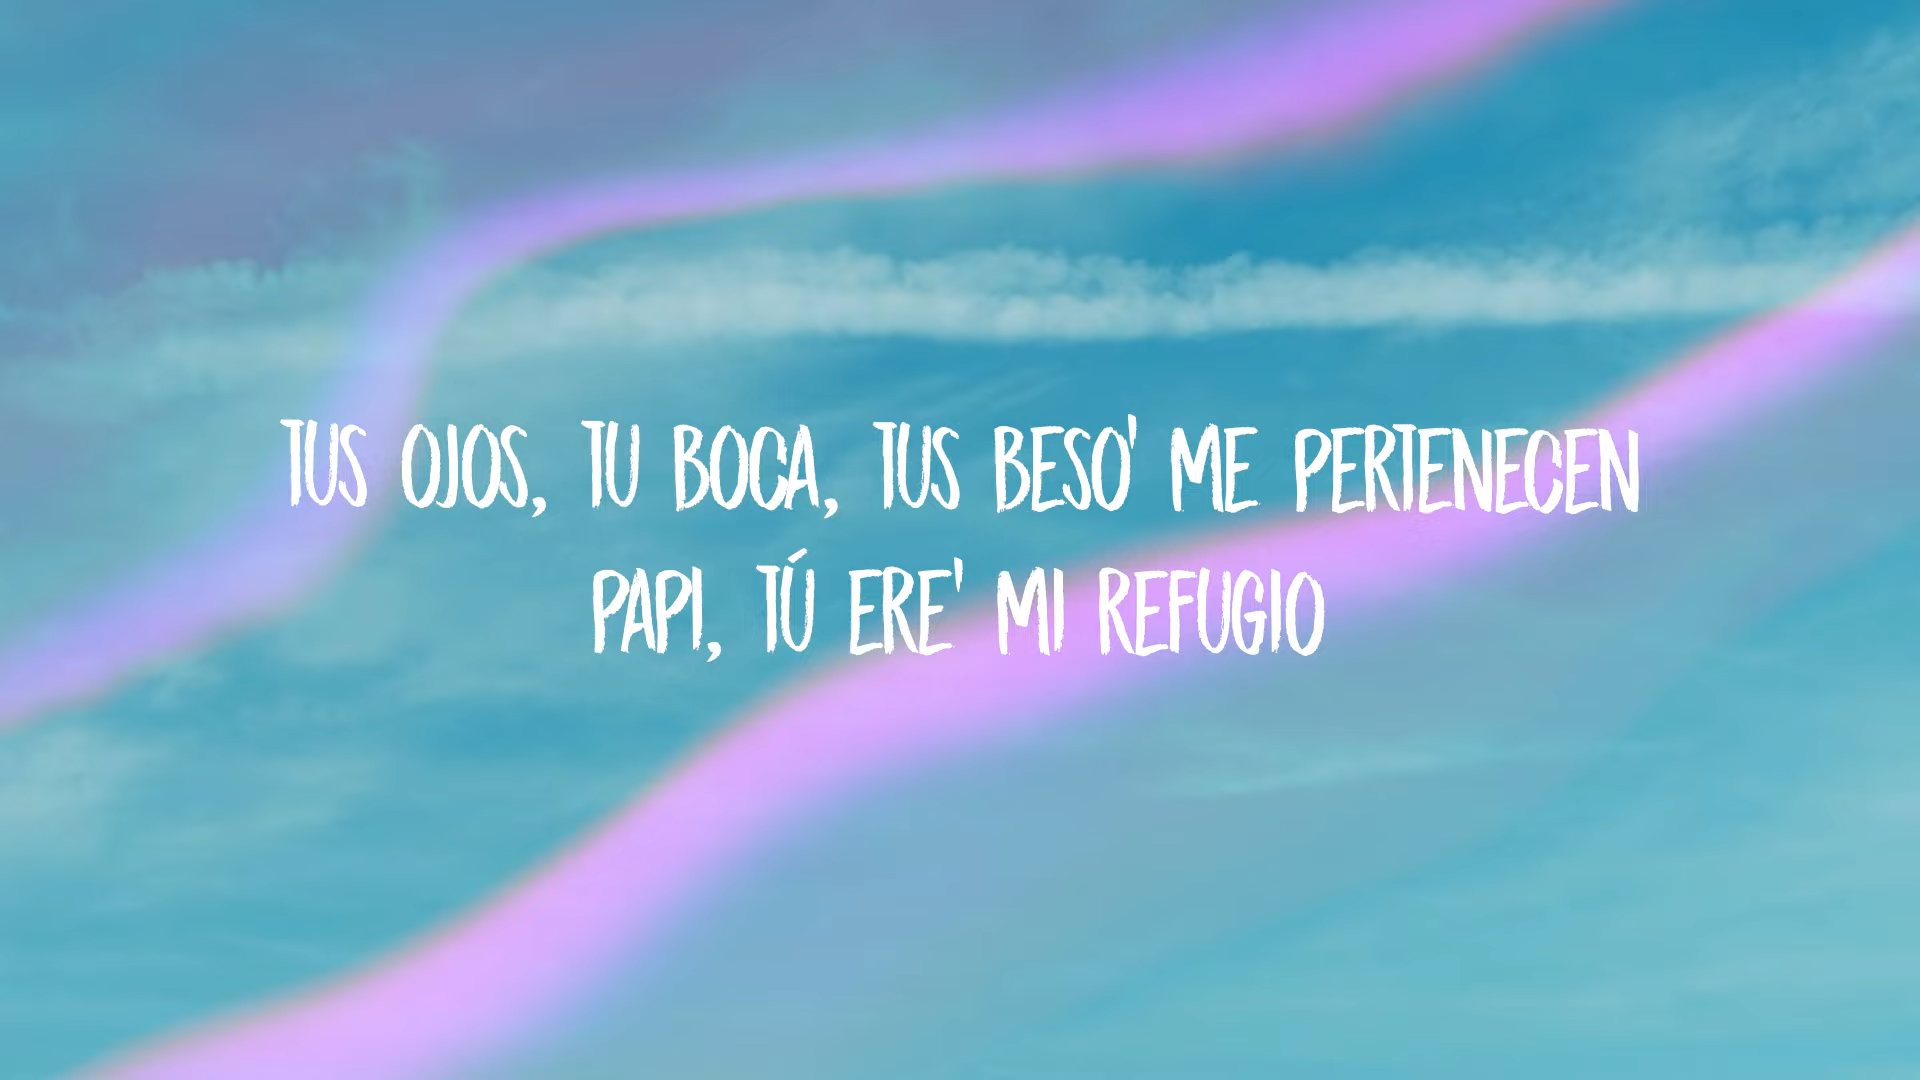 TUS OJOS, TU BOCA, TUS BESO' ME PERTENECEN
PAPI, TÚ ERE' MI REFUGIO